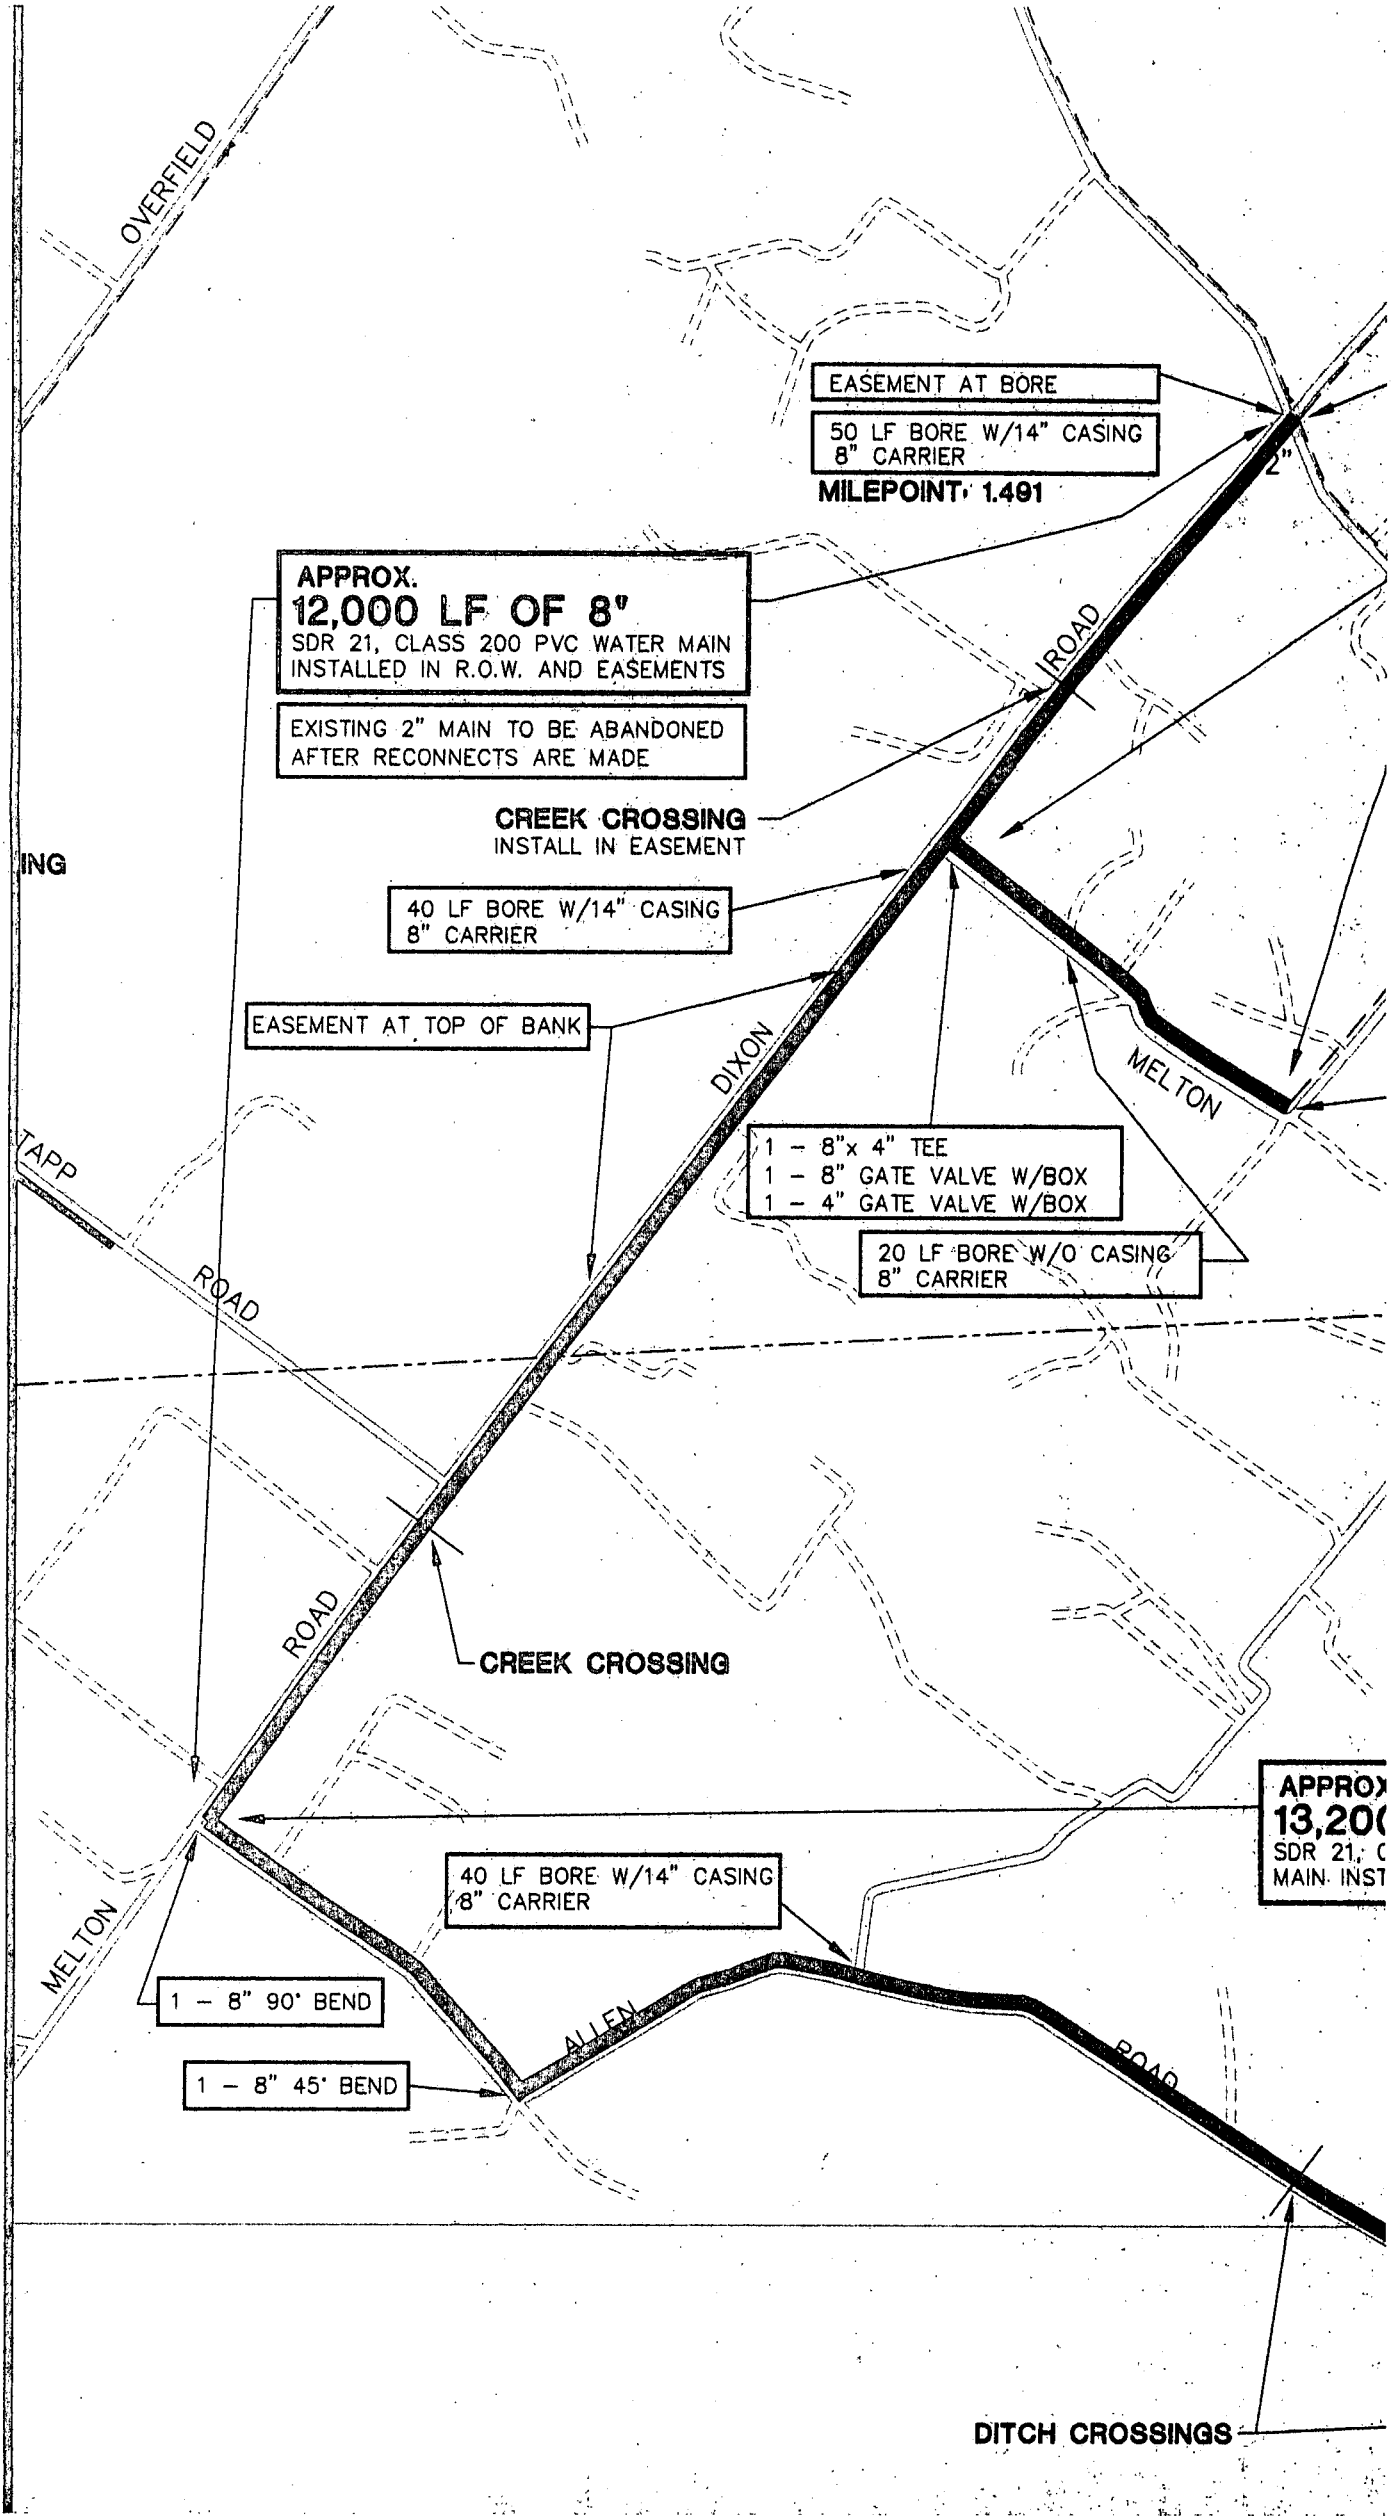 OVERFIELD
EASEMENT AT BORE
50 LF BORE W/14" CASING
8" CARRIER
MILEPOINT: 1.491
2"
APPROX.
12,000 LF OF 8"
SDR 21, CLASS 200 PVC WATER MAIN
INSTALLED IN R.O.W. AND EASEMENTS
EXISTING 2" MAIN TO BE ABANDONED
AFTER RECONNECTS ARE MADE
ROAD
CREEK CROSSING
INSTALL IN EASEMENT
ING
40 LF BORE W/14" CASING
8" CARRIER
EASEMENT AT TOP OF BANK
DIXON
MELTON
TAPP
ROAD
1 - 8"x 4" TEE
1 - 8" GATE VALVE W/BOX
1 - 4" GATE VALVE W/BOX
20 LF BORE W/O CASING
8" CARRIER
ROAD
CREEK CROSSING
APPROX
13,20
SDR 21, C
MAIN INST
40 LF BORE W/14" CASING
8" CARRIER
MELTON
1 - 8" 90° BEND
ALLEN
ROAD
1 - 8" 45° BEND
DITCH CROSSINGS